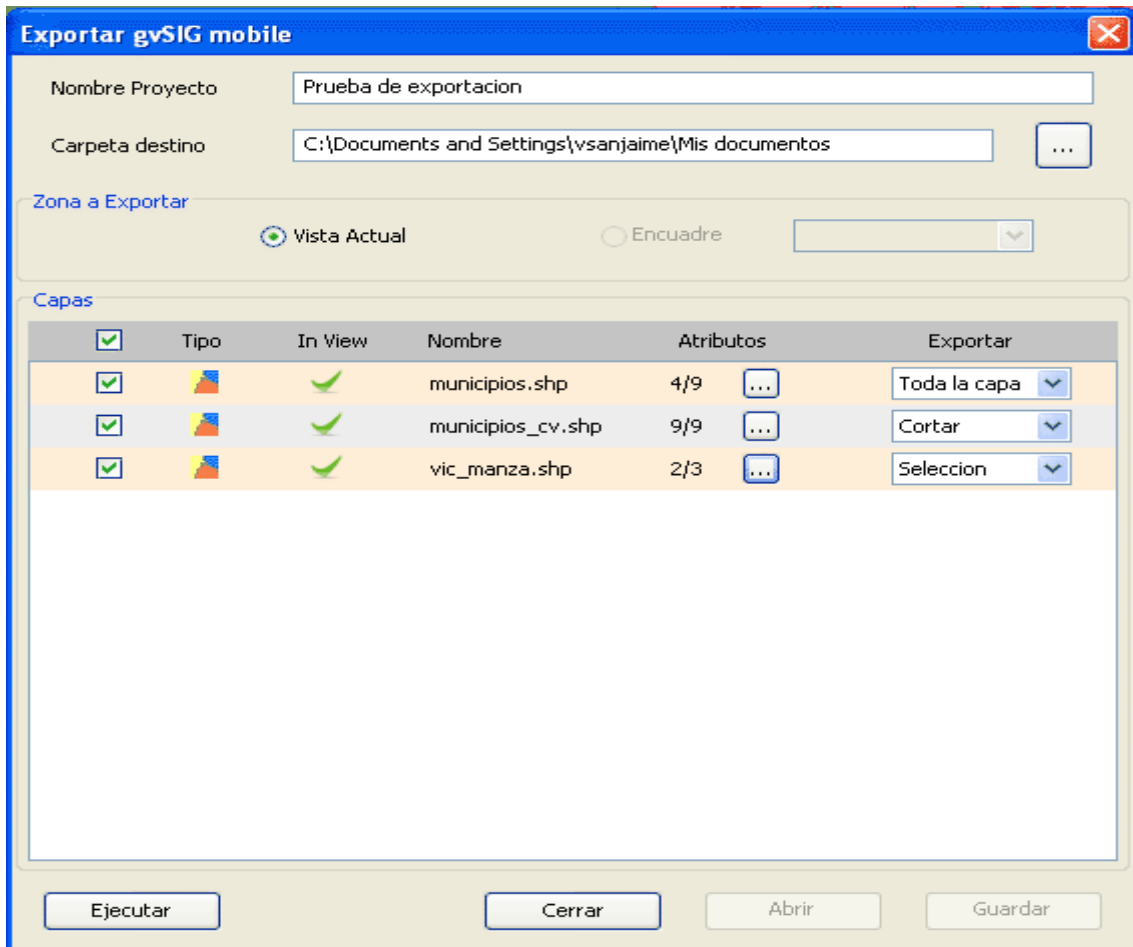 Exportar gvSIG mobile
Nombre Proyecto Prueba de exportacion
Carpeta destino C:\Documents and Settings\vsanjaime\Mis documentos ...
Zona a Exportar
Vista Actual Encuadre
Capas
Tipo In View Nombre Atributos Exportar
municipios.shp 4/9 ... Toda la capa
municipios_cv.shp 9/9 ... Cortar
vic_manza.shp 2/3 ... Seleccion
Ejecutar Cerrar Abrir Guardar